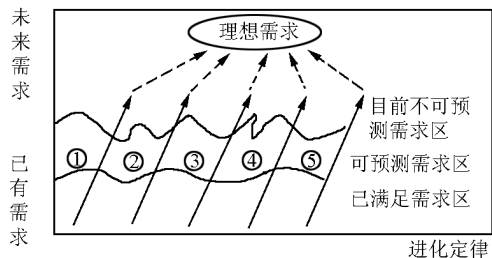 未来需求
理想需求
目前不可预
测需求区
① ② ③ ④ ⑤
可预测需求区
已有需求
已满足需求区
进化定律